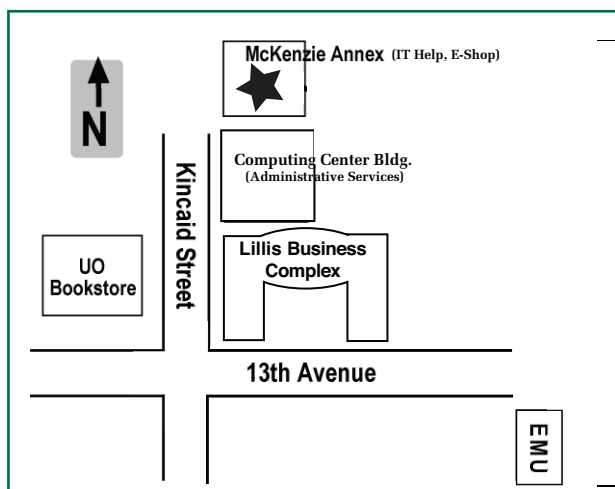 McKenzie Annex (IT Help, E-Shop)
N
Computing Center Bldg.
(Administrative Services)
Kincaid Street
UO
Bookstore
Lillis Business
Complex
13th Avenue
EMU